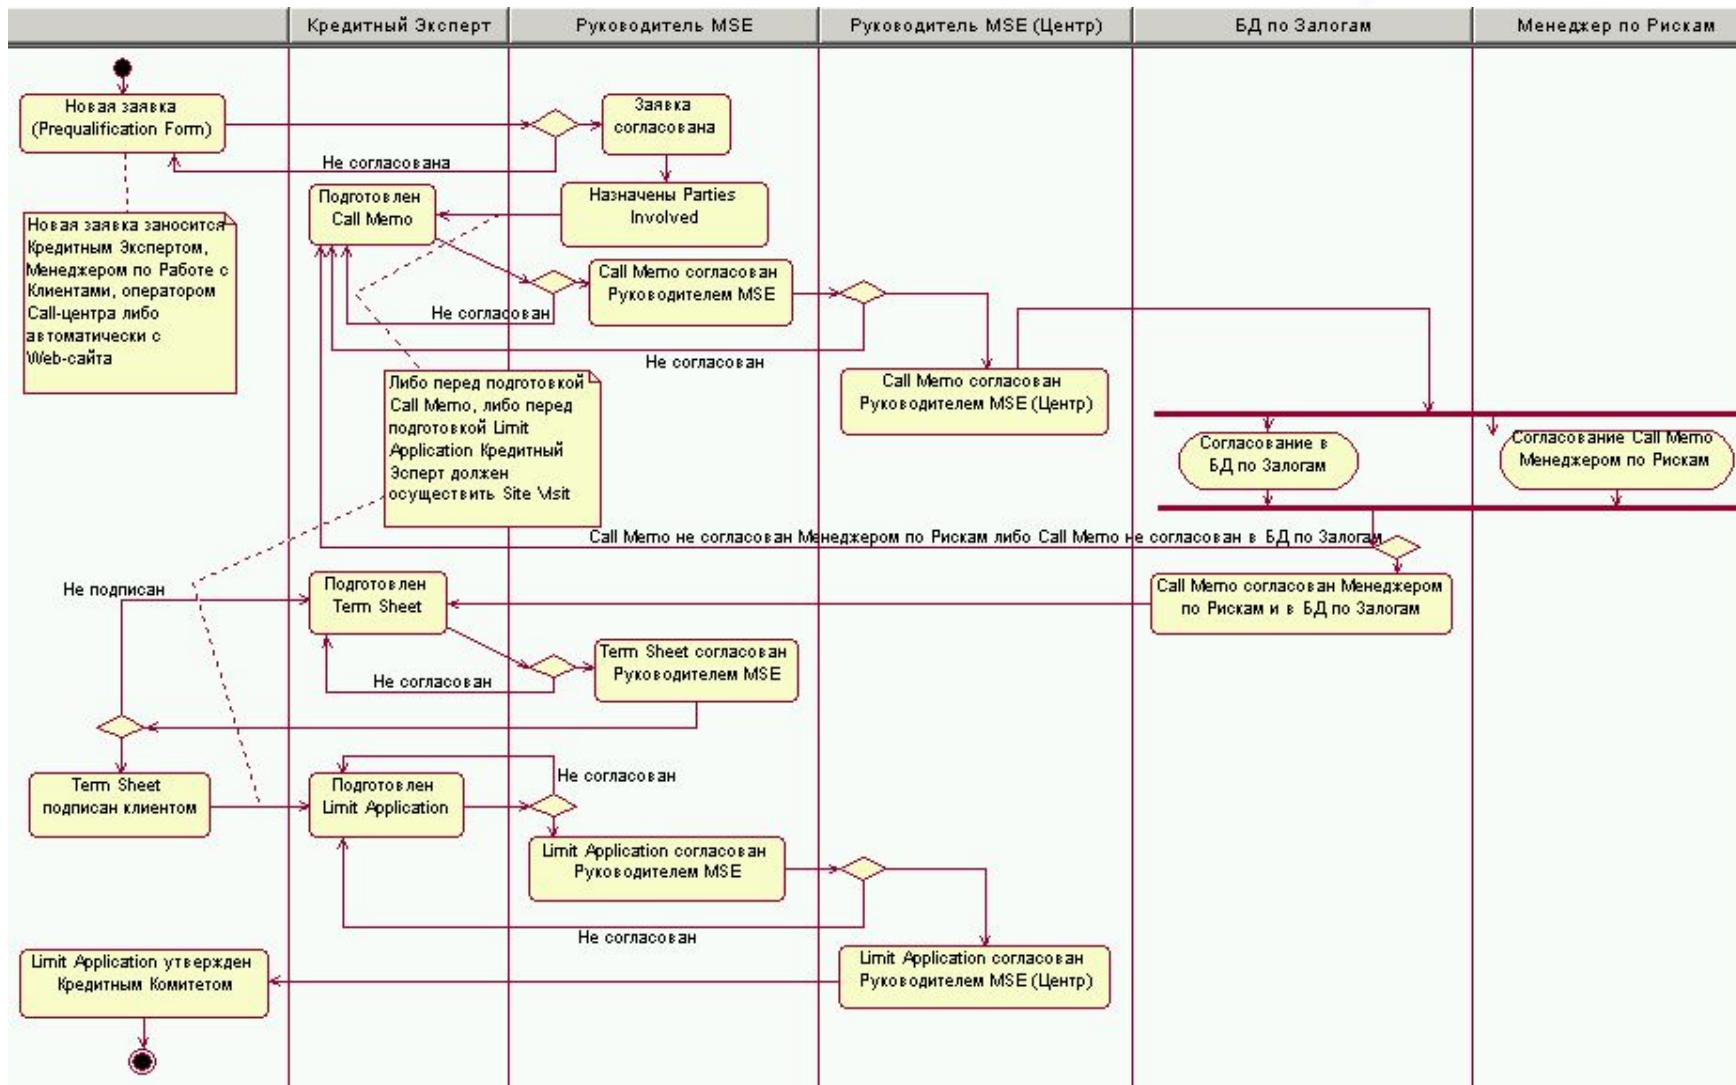 Кредитный Эксперт
Руководитель MSE
Руководитель MSE (Центр)
БД по Залогам
Менеджер по Рискам
Новая заявка
(Prequalification Form)
Заявка
согласована
Не согласована
Подготовлен
Call Memo
Назначены Parties
Involved
Новая заявка заносится
Кредитным Экспертом,
Менеджером по Работе с
Клиентами, оператором
Call-центра либо
автоматически с
Web-сайта
Call Memo согласован
Руководителем MSE
Не согласован
Не согласован
Call Memo согласован
Руководителем MSE (Центр)
Либо перед подготовкой
Call Memo, либо перед
подготовкой Limit
Application Кредитный
Эсперт должен
осуществить Site Visit
Согласование в
БД по Залогам
Согласование Call Memo
Менеджером по Рискам
Call Memo не согласован Менеджером по Рискам либо Call Memo не согласован в БД по Залогам
Call Memo согласован Менеджером
по Рискам и в БД по Залогам
Не подписан
Подготовлен
Term Sheet
Term Sheet согласован
Руководителем MSE
Не согласован
Term Sheet
подписан клиентом
Подготовлен
Limit Application
Не согласован
Limit Application согласован
Руководителем MSE
Не согласован
Limit Application утвержден
Кредитным Комитетом
Limit Application согласован
Руководителем MSE (Центр)